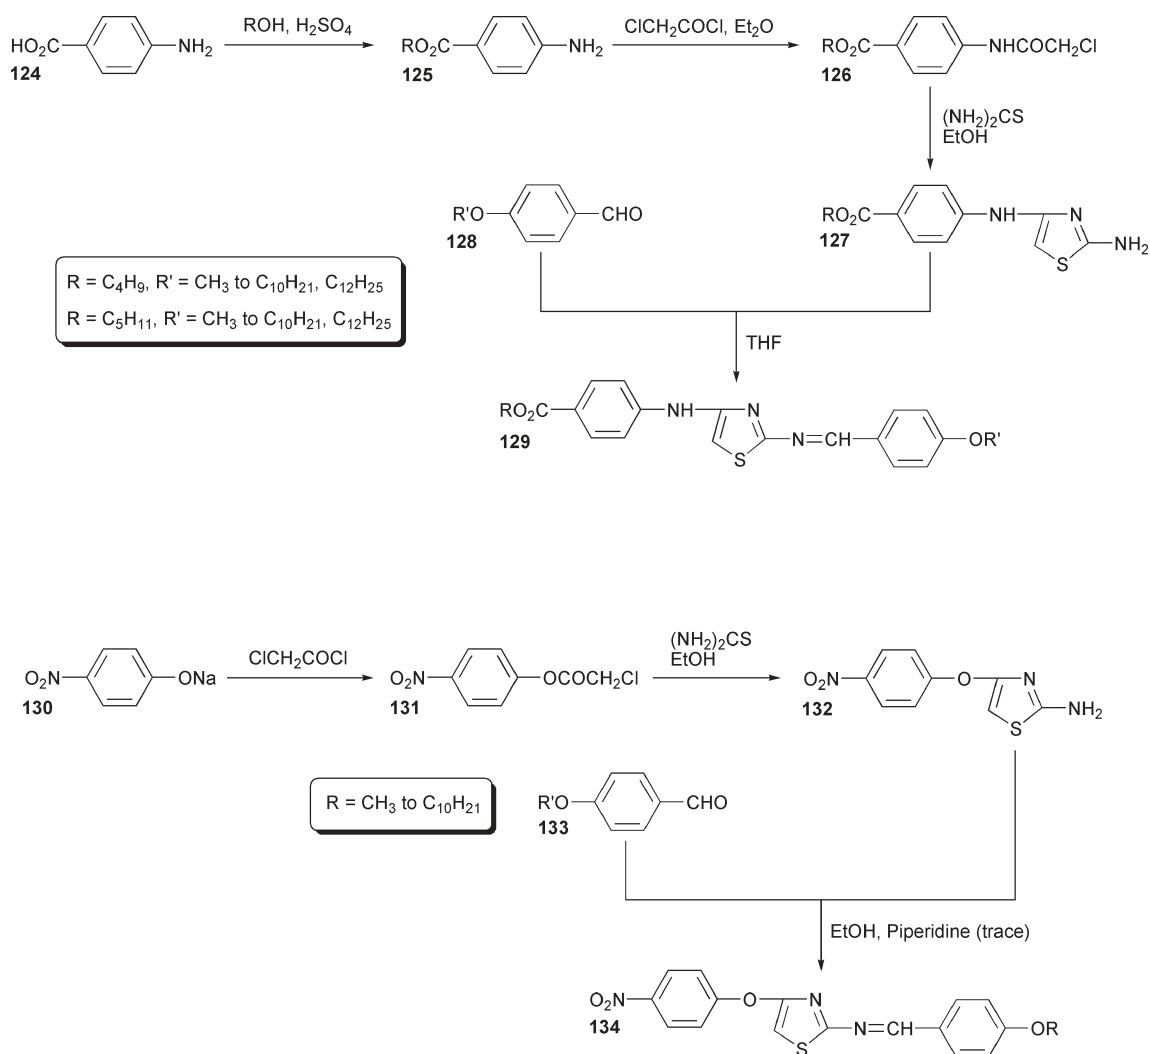 HO₂C NH₂
124
ROH, H₂SO₄
RO₂C NH₂
125
ClCH₂COCl, Et₂O
RO₂C NHCOCH₂Cl
126
(NH₂)₂CS
EtOH
R'O CHO
128
RO₂C NH N S NH₂
127
R = C₄H₉, R' = CH₃ to C₁₀H₂₁, C₁₂H₂₅
R = C₅H₁₁, R' = CH₃ to C₁₀H₂₁, C₁₂H₂₅
THF
RO₂C NH N S N=CH OR'
129
O₂N ONa
130
ClCH₂COCl
O₂N OCOCH₂Cl
131
(NH₂)₂CS
EtOH
O₂N O N S NH₂
132
R = CH₃ to C₁₀H₂₁
R'O CHO
133
EtOH, Piperidine (trace)
O₂N O N S N=CH OR
134